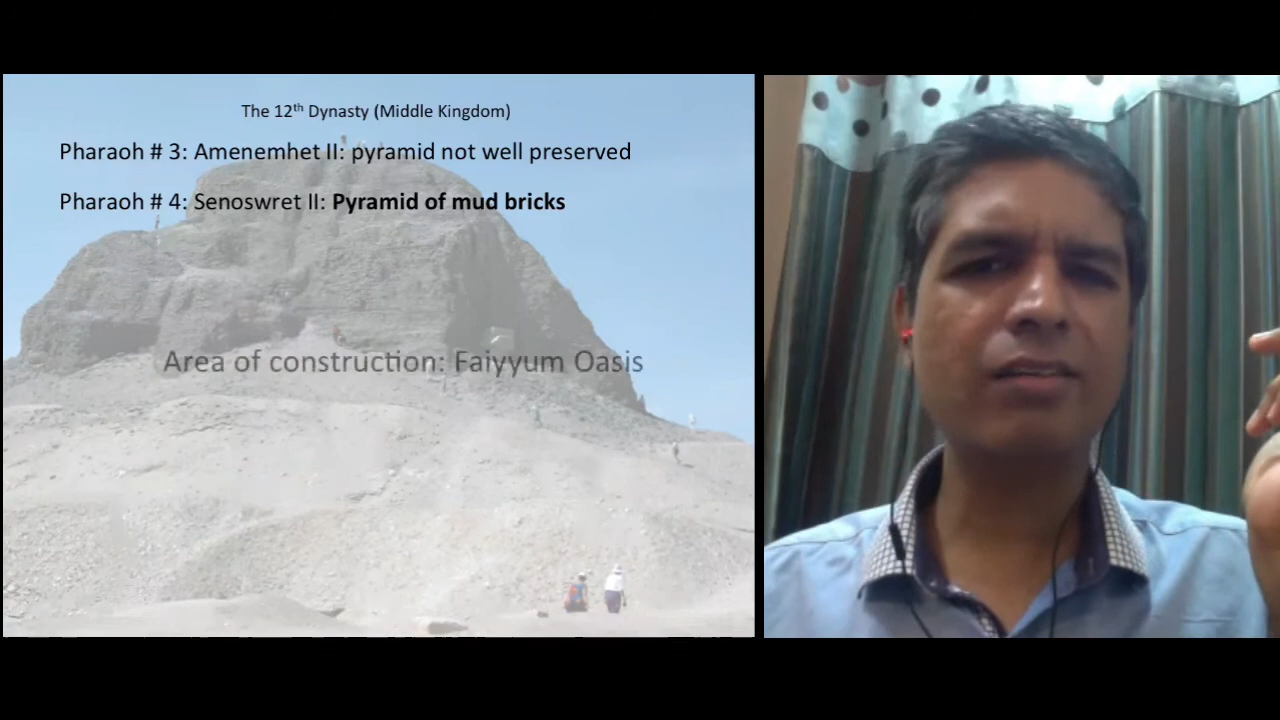 The 12th Dynasty (Middle Kingdom)
Pharaoh # 3: Amenemhet II: pyramid not well preserved
Pharaoh # 4: Senoswret II: Pyramid of mud bricks
Area of construction: Faiyyum Oasis